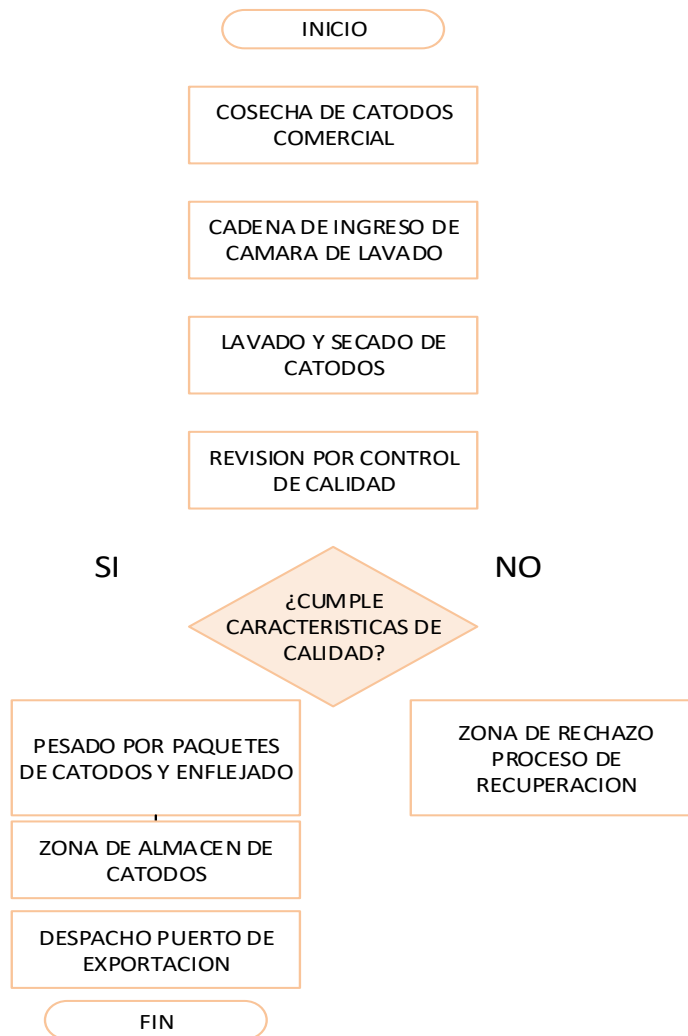 INICIO
COSECHA DE CATODOS
COMERCIAL
CADENA DE INGRESO DE
CAMARA DE LAVADO
LAVADO Y SECADO DE
CATODOS
REVISION POR CONTROL
DE CALIDAD
SI
NO
¿CUMPLE
CARACTERISTICAS DE
CALIDAD?
PESADO POR PAQUETES
DE CATODOS Y ENFLEJADO
ZONA DE RECHAZO
PROCESO DE
RECUPERACION
ZONA DE ALMACEN DE
CATODOS
DESPACHO PUERTO DE
EXPORTACION
FIN